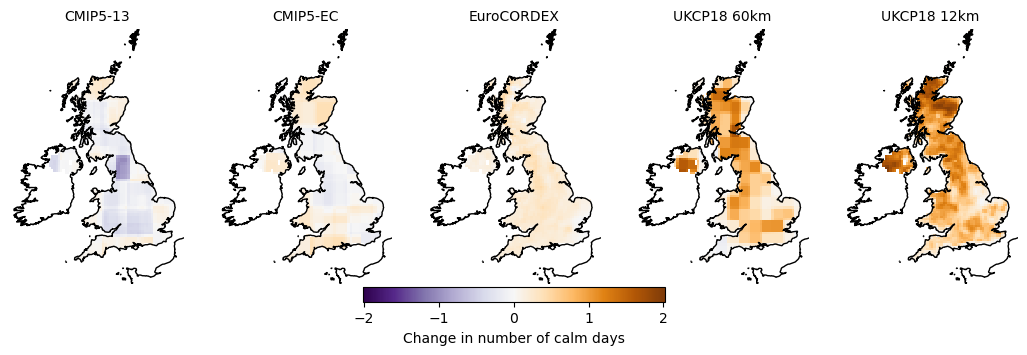 CMIP5-13
CMIP5-EC
EuroCORDEX
UKCP18 60km
UKCP18 12km
−2
−1
0
1
2
Change in number of calm days